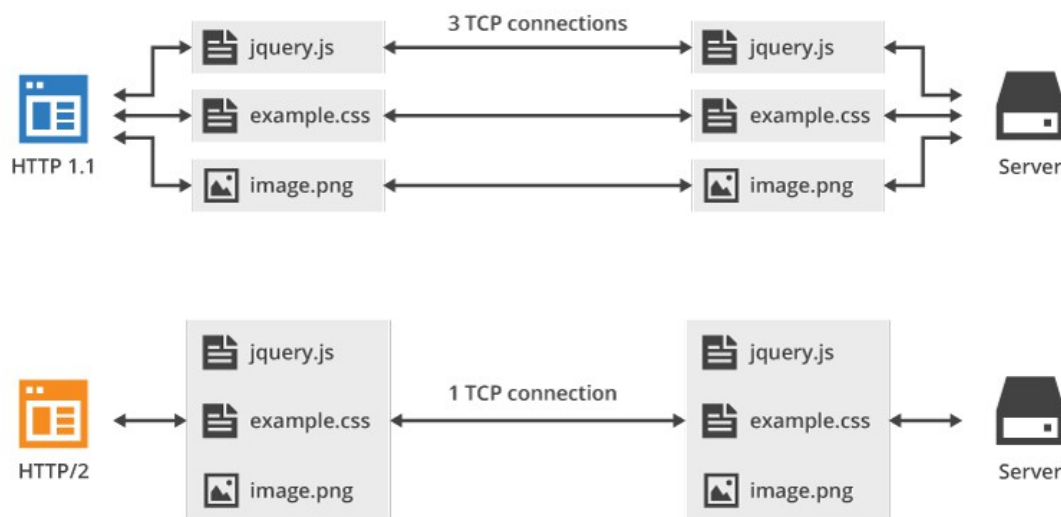 3 TCP connections
jquery.js
jquery.js
example.css
example.css
HTTP 1.1
Server
image.png
image.png
jquery.js
jquery.js
1 TCP connection
example.css
example.css
HTTP/2
Server
image.png
image.png